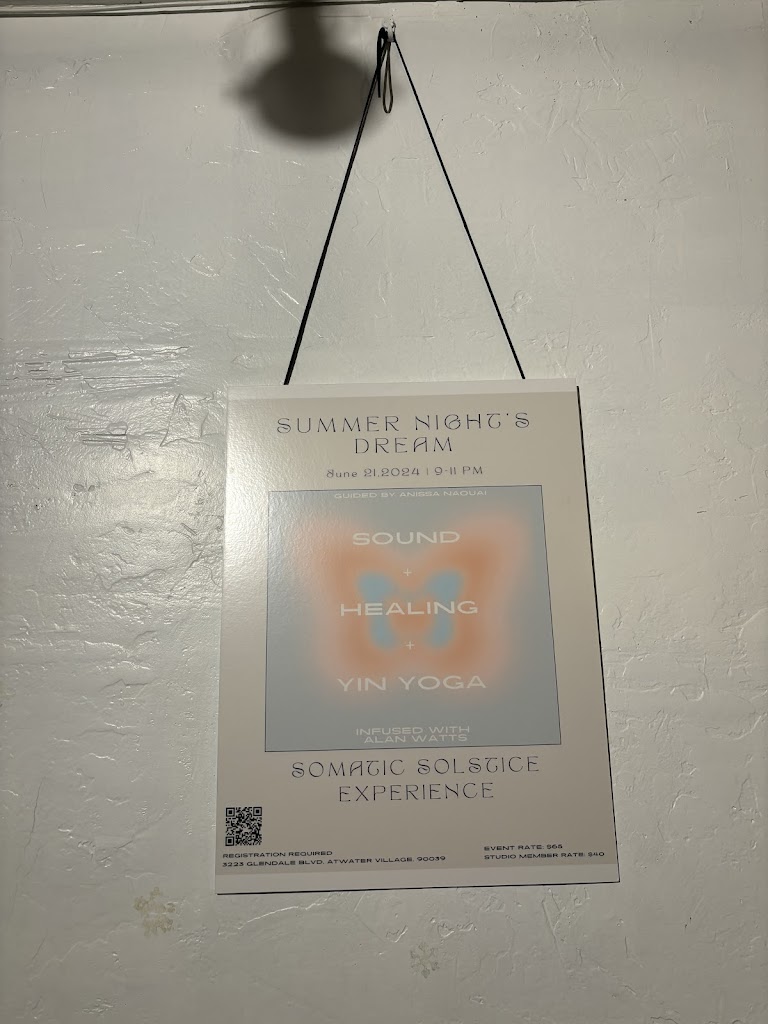 SUMMER NIGHT'S
DREAM
June 21,2024 | 9-11 PM
GUIDED BY ANISSA NAOUAI
SOUND
+
HEALING
+
YIN YOGA
INFUSED WITH
ALAN WATTS
SOMATIC SOLSTICE
EXPERIENCE
REGISTRATION REQUIRED
3223 GLENDALE BLVD. ATWATER VILLAGE, 90039
EVENT RATE: $66
STUDIO MEMBER RATE: $40